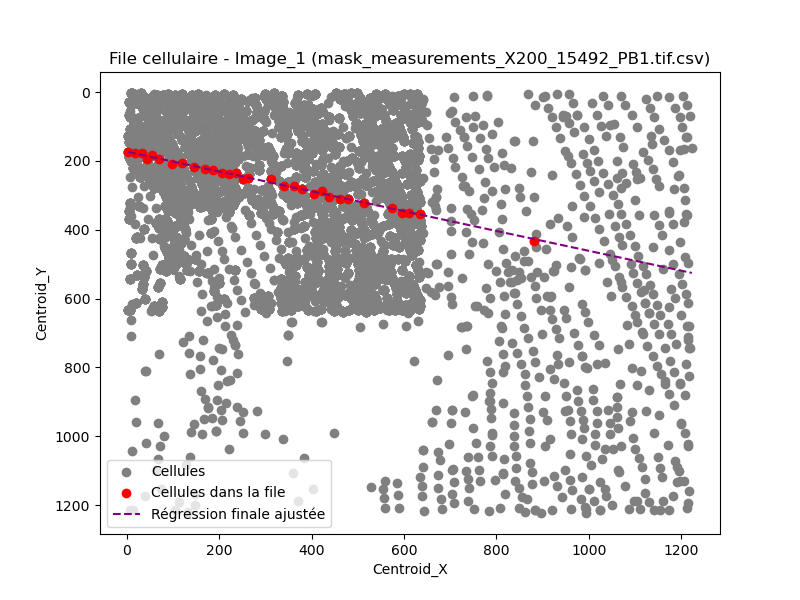 File cellulaire - Image_1 (mask_measurements_X200_15492_PB1.tif.csv)
0
200
400
600
800
1000
1200
Centroid_Y
Cellules
Cellules dans la file
Régression finale ajustée
0 200 400 600 800 1000 1200
Centroid_X